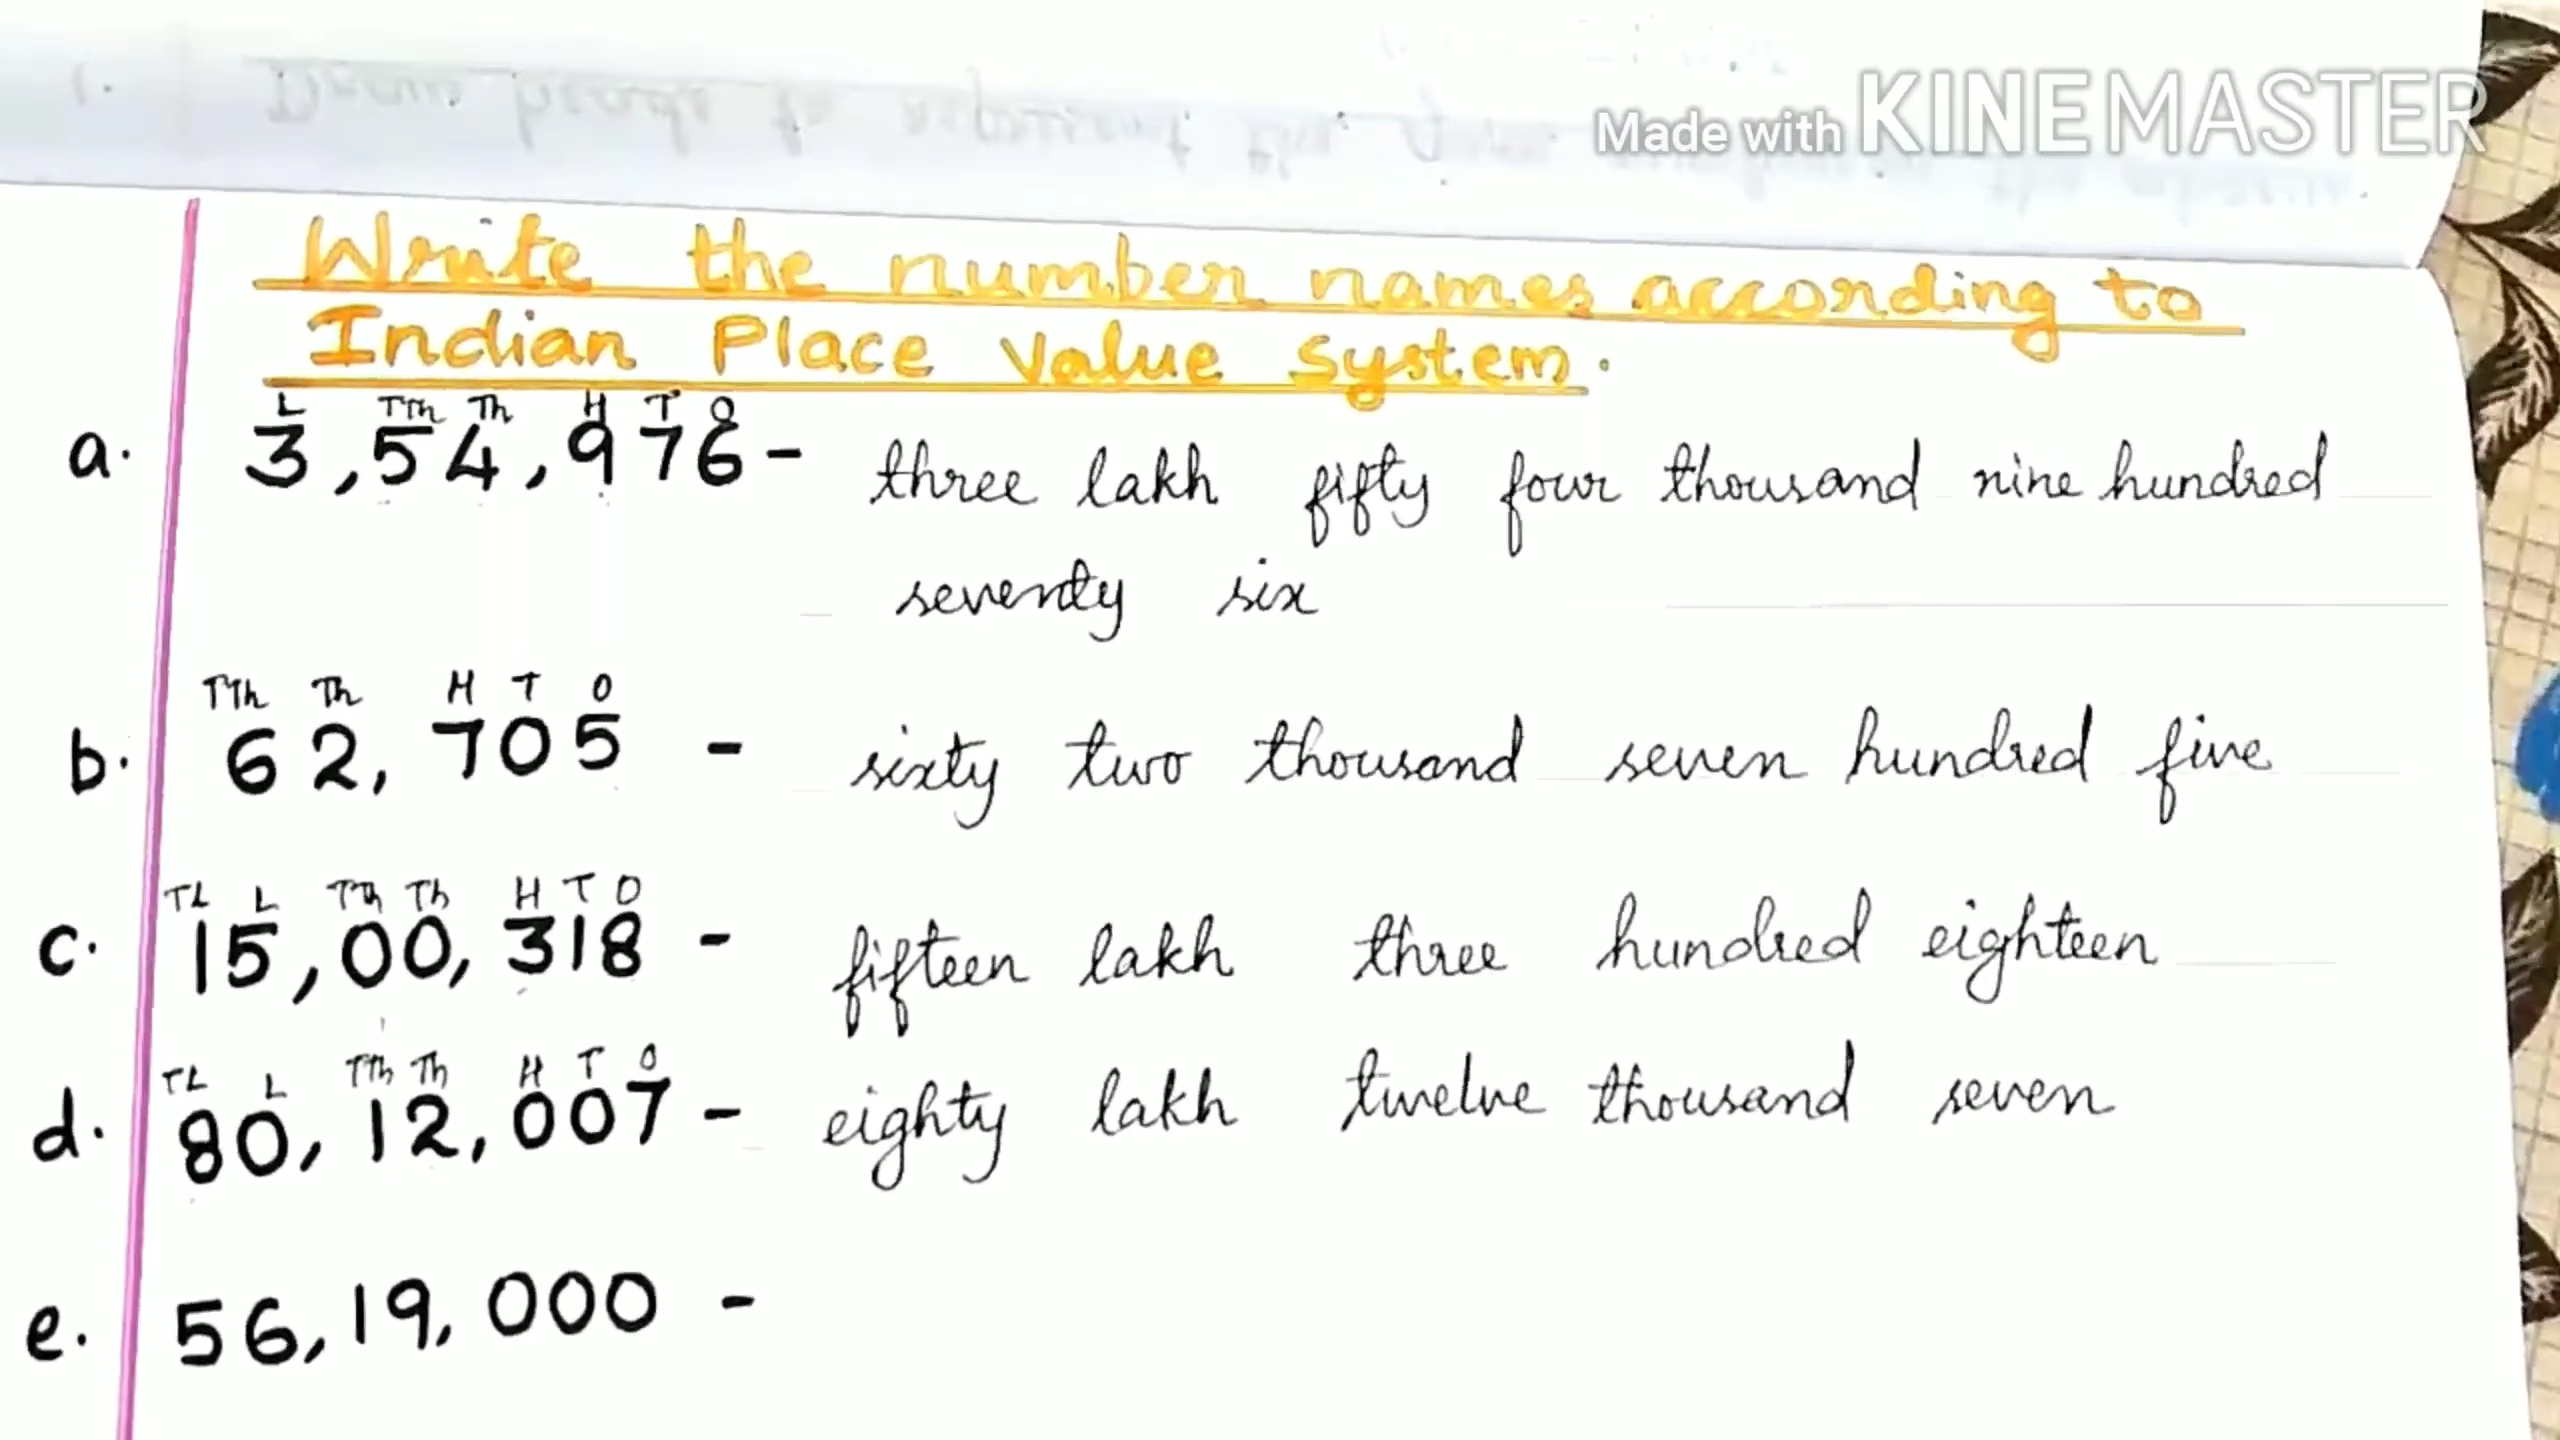 Made with KINEMASTER
Write the number names according to
Indian Place Value System.
L TTh Th H T O
a. 3,54,976 - three lakh fifty four thousand nine hundred
seventy six
TTh Th H T O
b. 62,705 - sixty two thousand seven hundred five
TL L TTh Th H T O
c. 15,00,318 - fifteen lakh three hundred eighteen
TL L TTh Th H T O
d. 80,12,007 - eighty lakh twelve thousand seven
e. 56,19,000 -